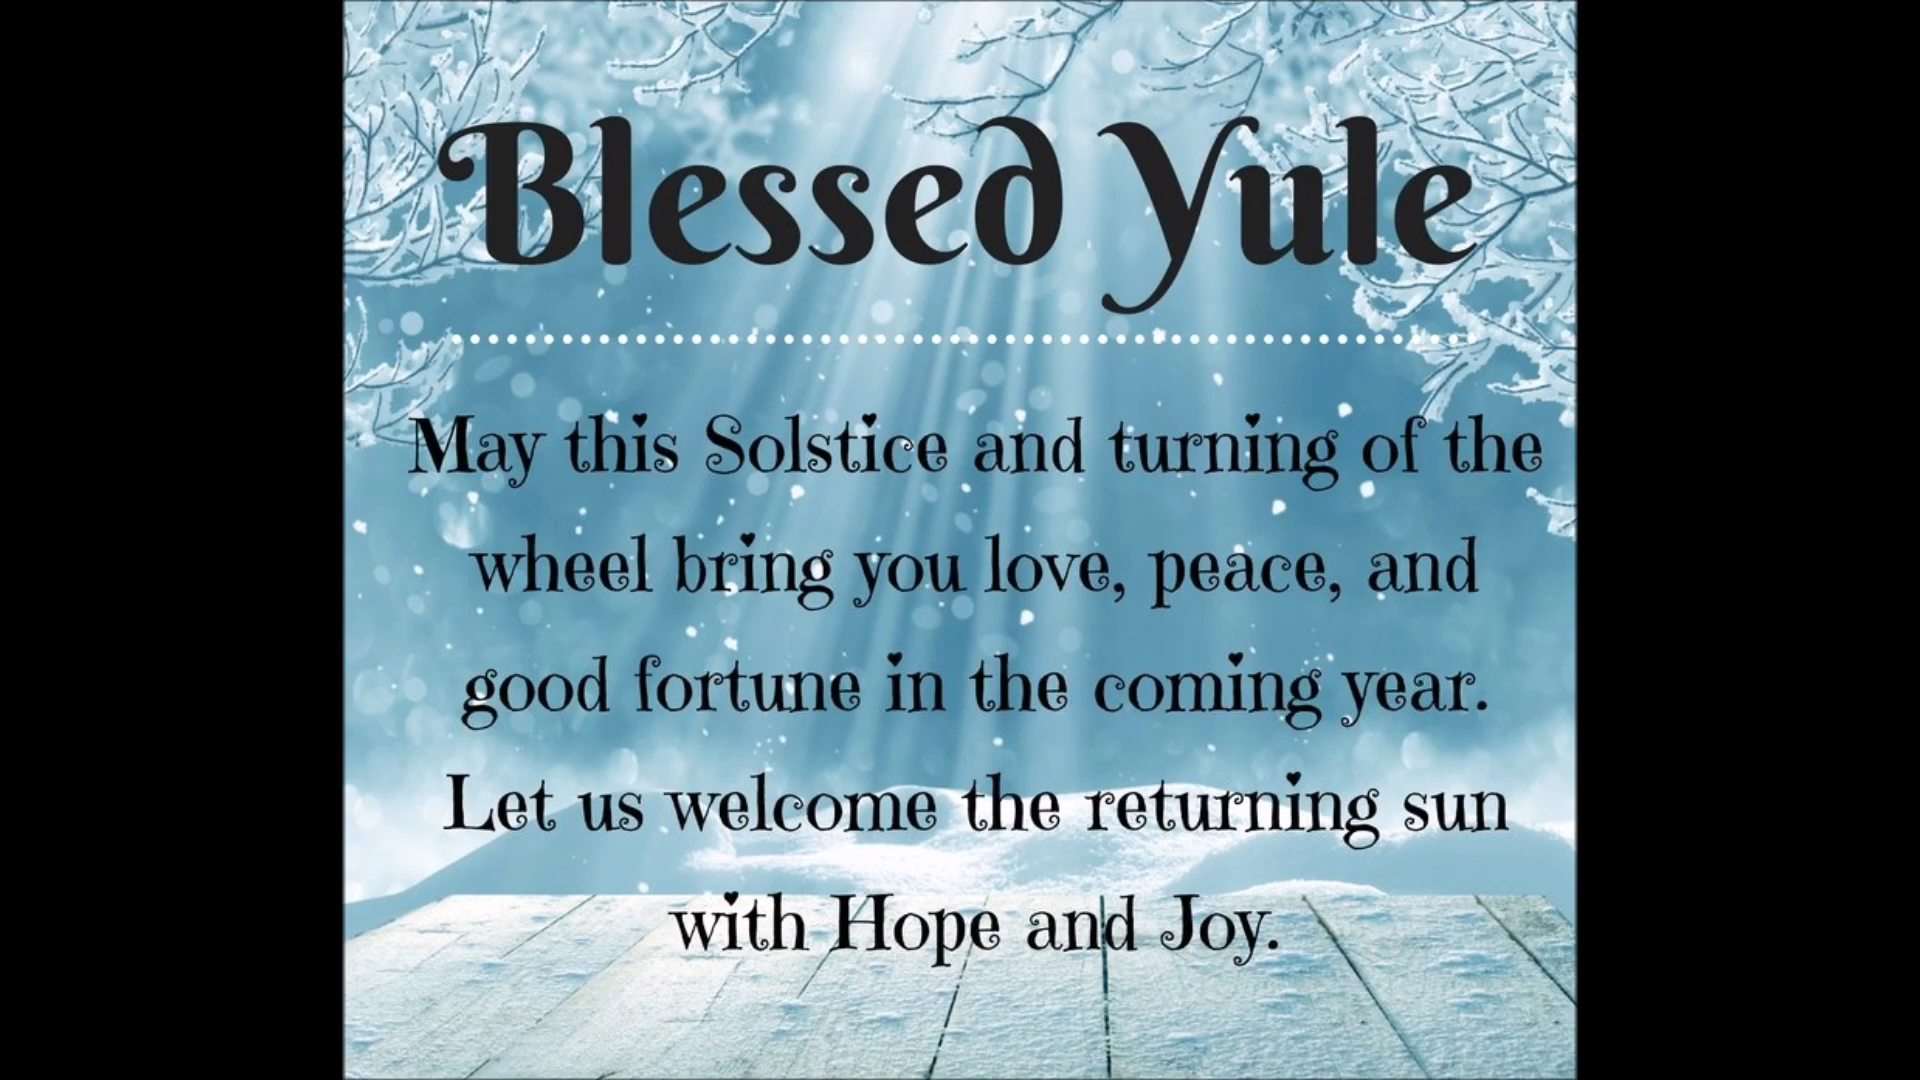 Blessed Yule
May this Solstice and turning of the
wheel bring you love, peace, and
good fortune in the coming year.
Let us welcome the returning sun
with Hope and Joy.